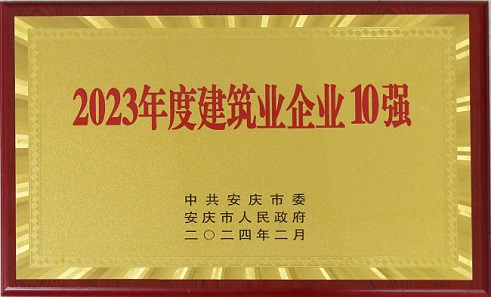 2023年度建筑业企业10强
中共安庆市委
安庆市人民政府
二〇二四年二月